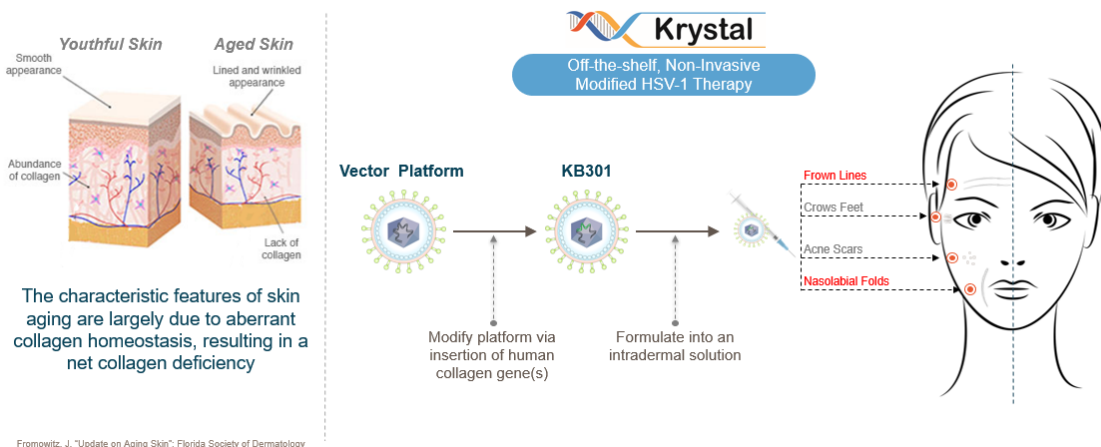 Youthful Skin
Aged Skin
Smooth
appearance
Lined and wrinkled
appearance
Abundance
of collagen
Lack of
collagen
The characteristic features of skin
aging are largely due to aberrant
collagen homeostasis, resulting in a
net collagen deficiency
Fromowitz, J. "Update on Aging Skin"; Florida Society of Dermatology
Krystal
Off-the-shelf, Non-Invasive
Modified HSV-1 Therapy
Vector Platform
KB301
Modify platform via
insertion of human
collagen gene(s)
Formulate into an
intradermal solution
Frown Lines
Crows Feet
Acne Scars
Nasolabial Folds